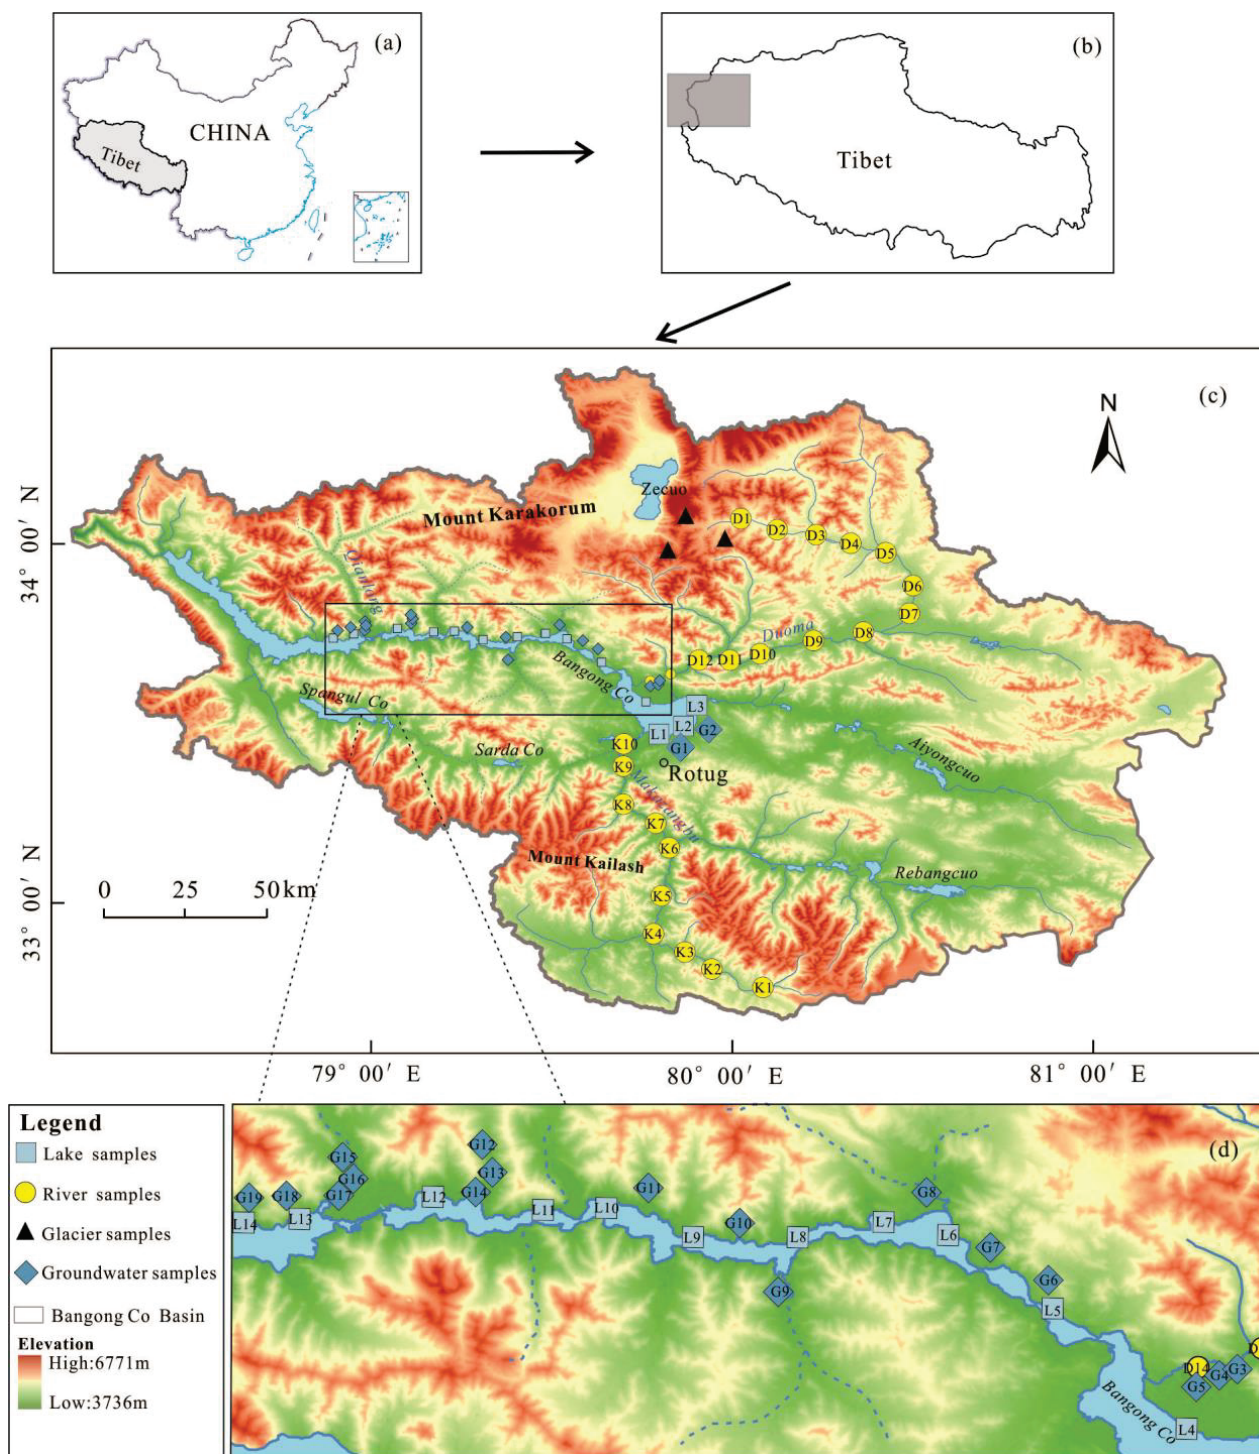 (a)
CHINA
Tibet
(b)
Tibet
(c)
N
Zecuo
Mount Karakorum
34° 00′ N
33° 00′ N
D1
D2
D3
D4
D5
D6
D7
D8
D9
D10
D11
D12
Duoma
Bangong Co
Spangul Co
Sarda Co
L3
L2
L1
G2
G1
Rotug
Aiyongcuo
Rebangcuo
Mount Kailash
K10
K9
K8
K7
K6
K5
K4
K3
K2
K1
0 25 50 km
79° 00′ E 80° 00′ E 81° 00′ E
Legend
Lake samples
River samples
Glacier samples
Groundwater samples
Bangong Co Basin
Elevation
High:6771m
Low:3736m
(d)
G12
G15
G13
G16
G14
G17
G18
G19
G11
G10
G9
G8
G7
G6
G5
G4
G3
L14
L13
L12
L11
L10
L9
L8
L7
L6
L5
L4
D14
Bangong Co